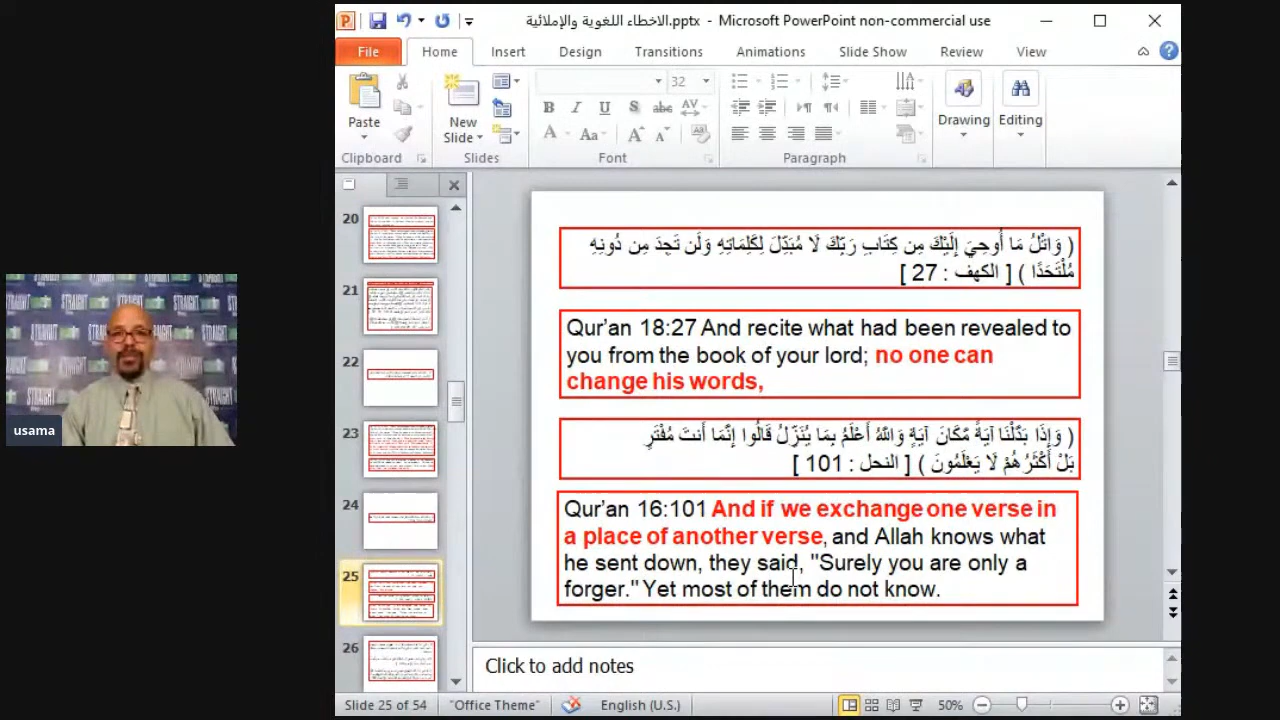 الاخطاء اللغوية والإملائية.pptx - Microsoft PowerPoint non-commercial use
File Home Insert Design Transitions Animations Slide Show Review View
32
B I U S abc AV
A Aa A A
Paste New Slide Drawing Editing
Clipboard Slides Font Paragraph
20
21
22
23
24
25
26
( وَاتْلُ مَا أُوحِيَ إِلَيْكَ مِن كِتَابِ رَبِّكَ لَا مُبَدِّلَ لِكَلِمَاتِهِ وَلَن تَجِدَ مِن دُونِهِ
مُلْتَحَدًا ) [ الكهف : 27 ]
Qur'an 18:27 And recite what had been revealed to
you from the book of your lord; no one can
change his words,
( وَإِذَا بَدَّلْنَا آيَةً مَّكَانَ آيَةٍ وَاللَّهُ أَعْلَمُ بِمَا يُنَزِّلُ قَالُوا إِنَّمَا أَنتَ مُفْتَرٍ
بَلْ أَكْثَرُهُمْ لَا يَعْلَمُونَ ) [ النحل : 101 ]
Qur'an 16:101 And if we exchange one verse in
a place of another verse, and Allah knows what
he sent down, they said, "Surely you are only a
forger." Yet most of them do not know.
STRAIGHT
usama
Click to add notes
Slide 25 of 54 "Office Theme" English (U.S.) 50%